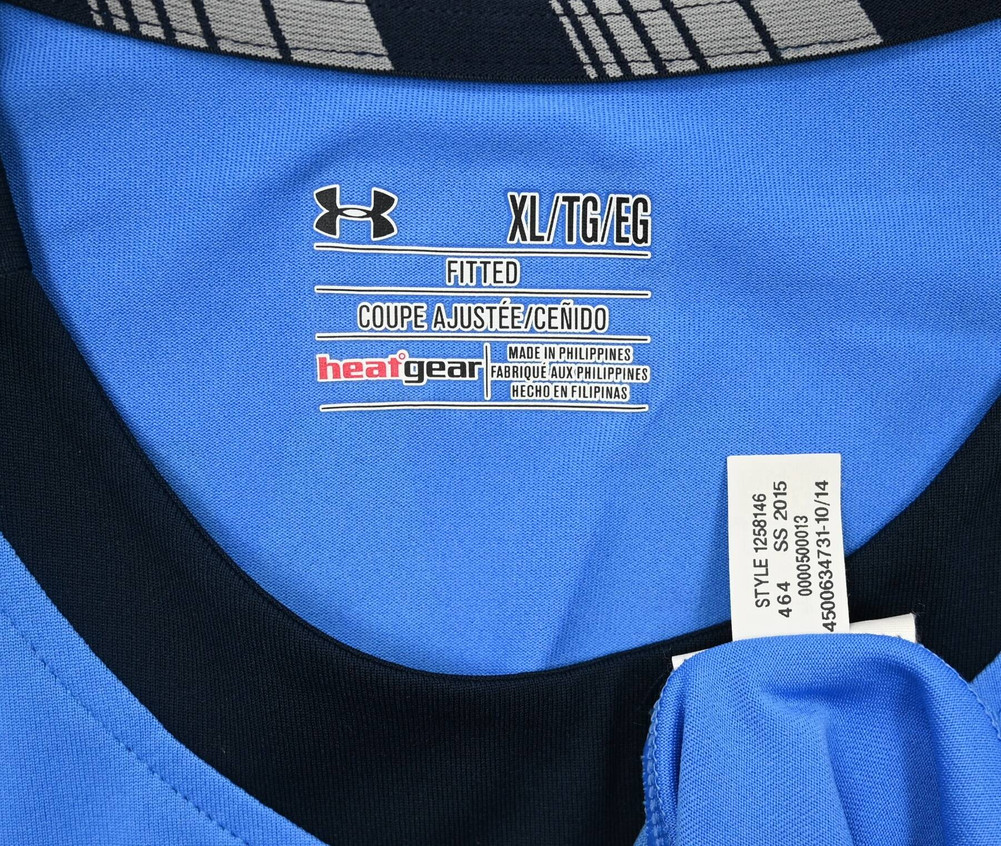 XL/TG/EG
FITTED
COUPE AJUSTÉE/CEÑIDO
heatgear
MADE IN PHILIPPINES
FABRIQUÉ AUX PHILIPPINES
HECHO EN FILIPINAS
STYLE 1258146
464 SS 2015
0000500013
4500634731-10/14